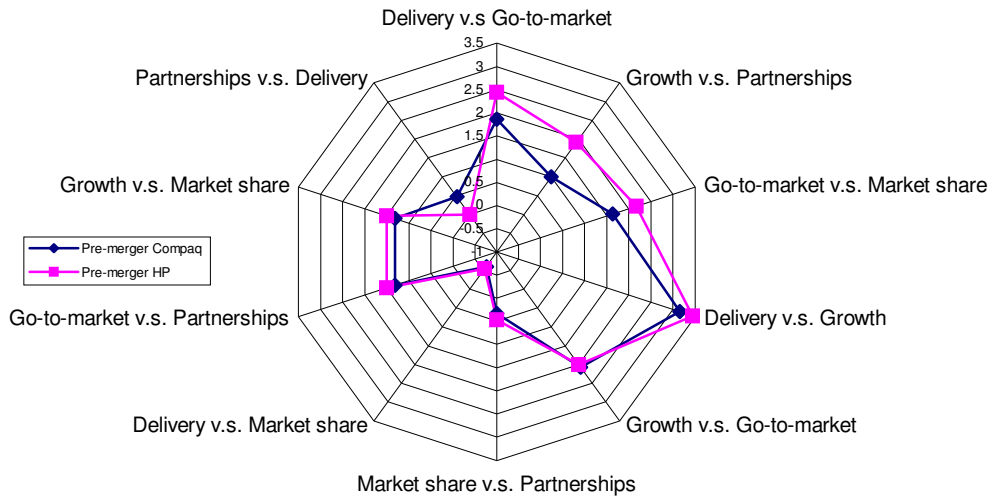 Delivery v.s Go-to-market
3.5
3
2.5
2
1.5
1
0.5
0
-0.5
-1
Partnerships v.s. Delivery
Growth v.s. Partnerships
Growth v.s. Market share
Go-to-market v.s. Market share
Pre-merger Compaq
Pre-merger HP
Go-to-market v.s. Partnerships
Delivery v.s. Growth
Delivery v.s. Market share
Growth v.s. Go-to-market
Market share v.s. Partnerships